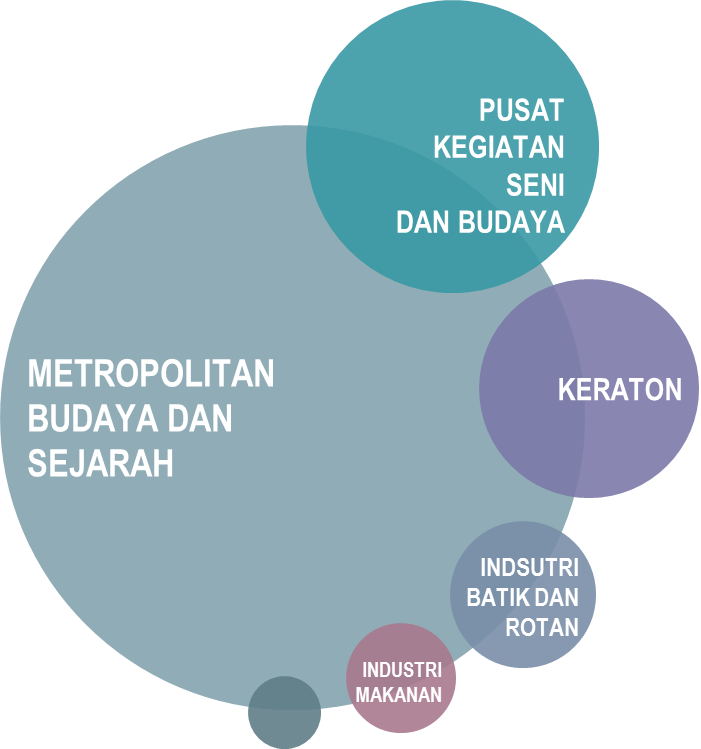 PUSAT
KEGIATAN
SENI
DAN BUDAYA
METROPOLITAN
BUDAYA DAN
SEJARAH
KERATON
INDSUTRI
BATIK DAN
ROTAN
INDUSTRI
MAKANAN